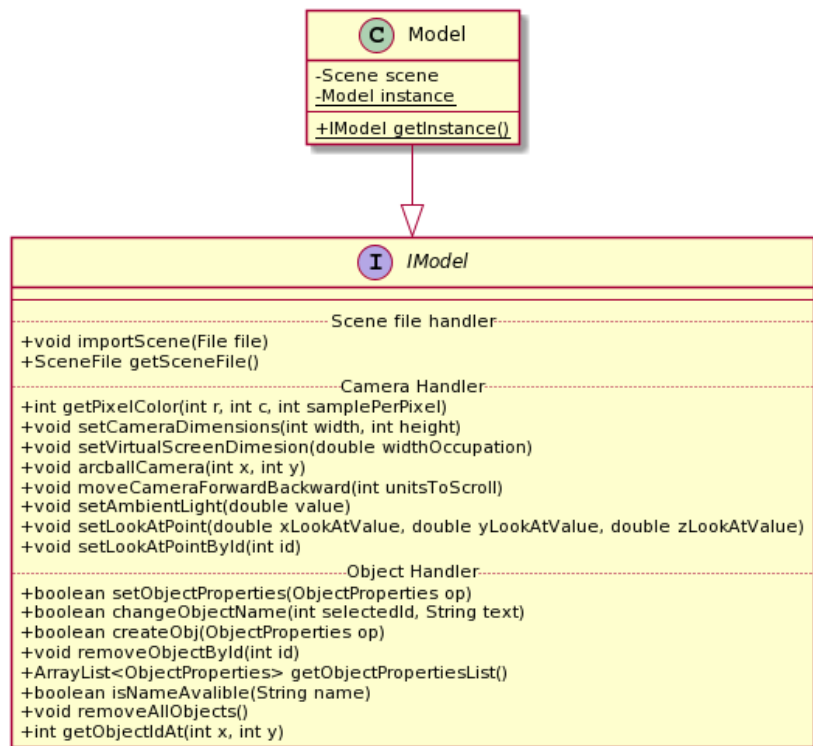 C Model
-Scene scene
-Model instance
+IModel getInstance()
I IModel
Scene file handler
+void importScene(File file)
+SceneFile getSceneFile()
Camera Handler
+int getPixelColor(int r, int c, int samplePerPixel)
+void setCameraDimensions(int width, int height)
+void setVirtualScreenDimesion(double widthOccupation)
+void arcballCamera(int x, int y)
+void moveCameraForwardBackward(int unitsToScroll)
+void setAmbientLight(double value)
+void setLookAtPoint(double xLookAtValue, double yLookAtValue, double zLookAtValue)
+void setLookAtPointById(int id)
Object Handler
+boolean setObjectProperties(ObjectProperties op)
+boolean changeObjectName(int selectedId, String text)
+boolean createObj(ObjectProperties op)
+void removeObjectById(int id)
+ArrayList<ObjectProperties> getObjectPropertiesList()
+boolean isNameAvalible(String name)
+void removeAllObjects()
+int getObjectIdAt(int x, int y)